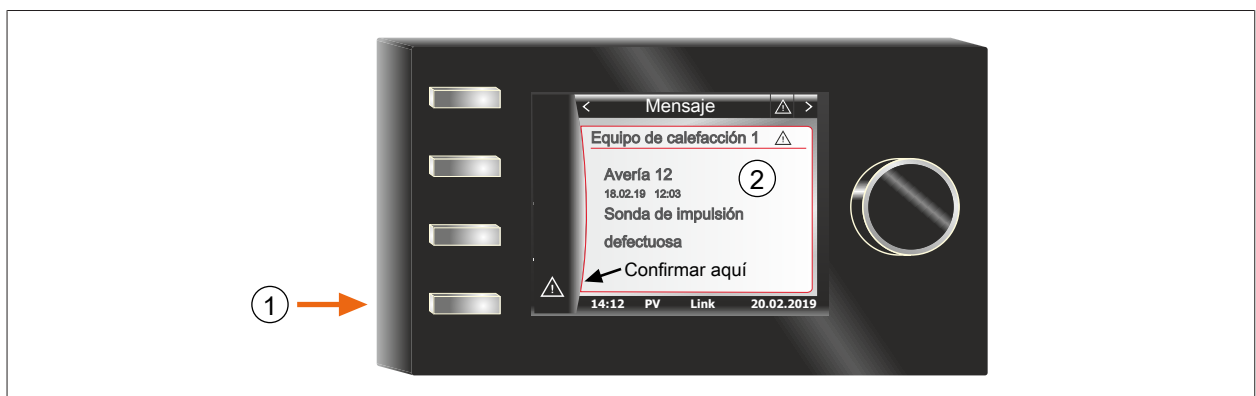 < Mensaje >
Equipo de calefacción 1
Avería 12
2
18.02.19 12:03
Sonda de impulsión
defectuosa
Confirmar aquí
1
14:12 PV Link 20.02.2019